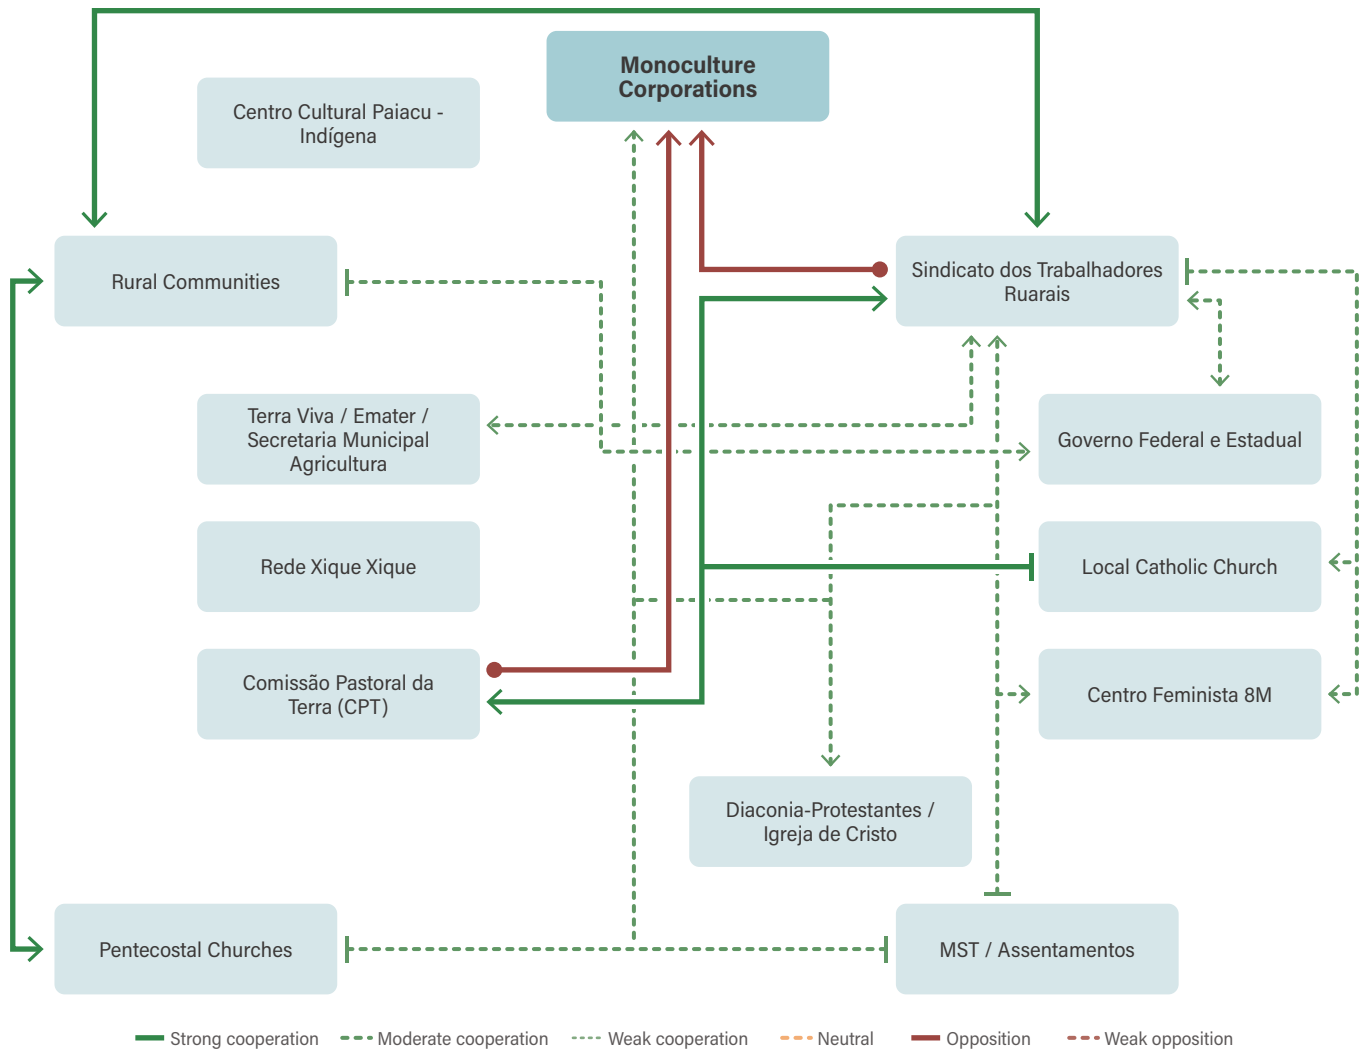 Monoculture
Corporations
Centro Cultural Paiacu -
Indígena
Rural Communities
Sindicato dos Trabalhadores
Ruarais
Terra Viva / Emater /
Secretaria Municipal
Agricultura
Governo Federal e Estadual
Rede Xique Xique
Local Catholic Church
Comissão Pastoral da
Terra (CPT)
Centro Feminista 8M
Diaconia-Protestantes /
Igreja de Cristo
Pentecostal Churches
MST / Assentamentos
Strong cooperation
Moderate cooperation
Weak cooperation
Neutral
Opposition
Weak opposition